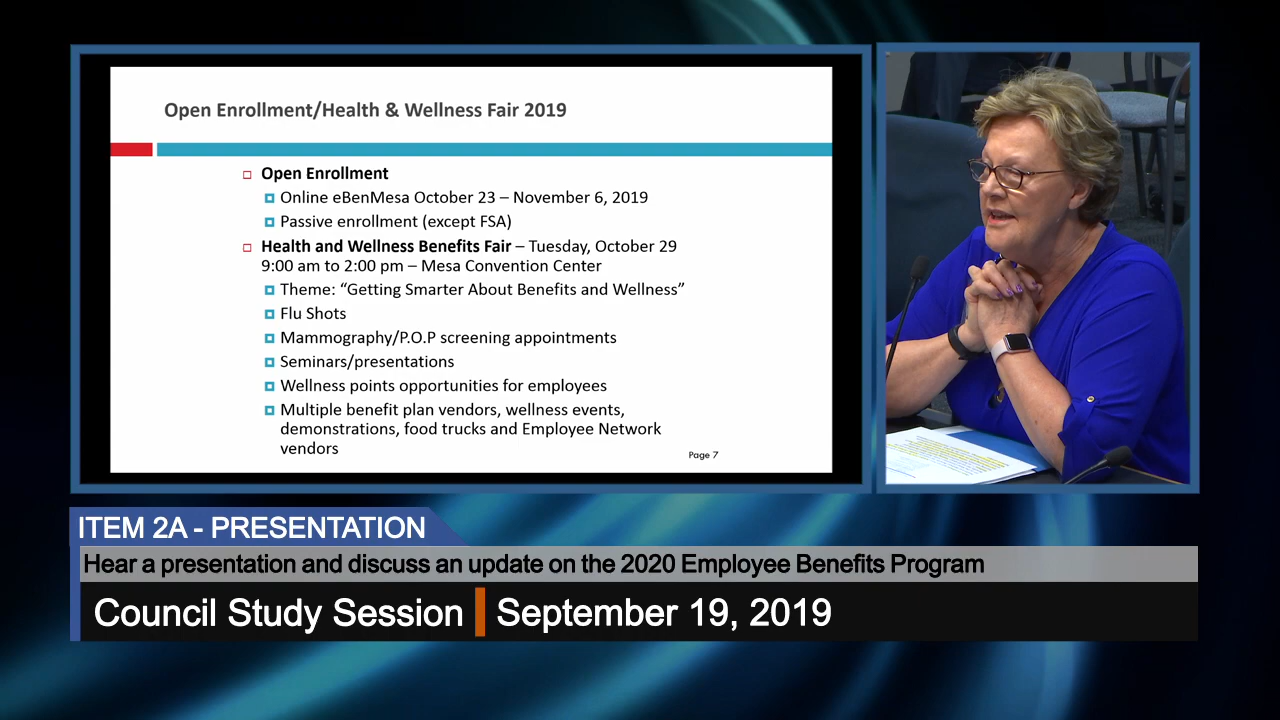 Open Enrollment/Health & Wellness Fair 2019
Open Enrollment
Online eBenMesa October 23 – November 6, 2019
Passive enrollment (except FSA)
Health and Wellness Benefits Fair – Tuesday, October 29
9:00 am to 2:00 pm – Mesa Convention Center
Theme: “Getting Smarter About Benefits and Wellness”
Flu Shots
Mammography/P.O.P screening appointments
Seminars/presentations
Wellness points opportunities for employees
Multiple benefit plan vendors, wellness events,
demonstrations, food trucks and Employee Network
vendors
Page 7
ITEM 2A - PRESENTATION
Hear a presentation and discuss an update on the 2020 Employee Benefits Program
Council Study Session | September 19, 2019